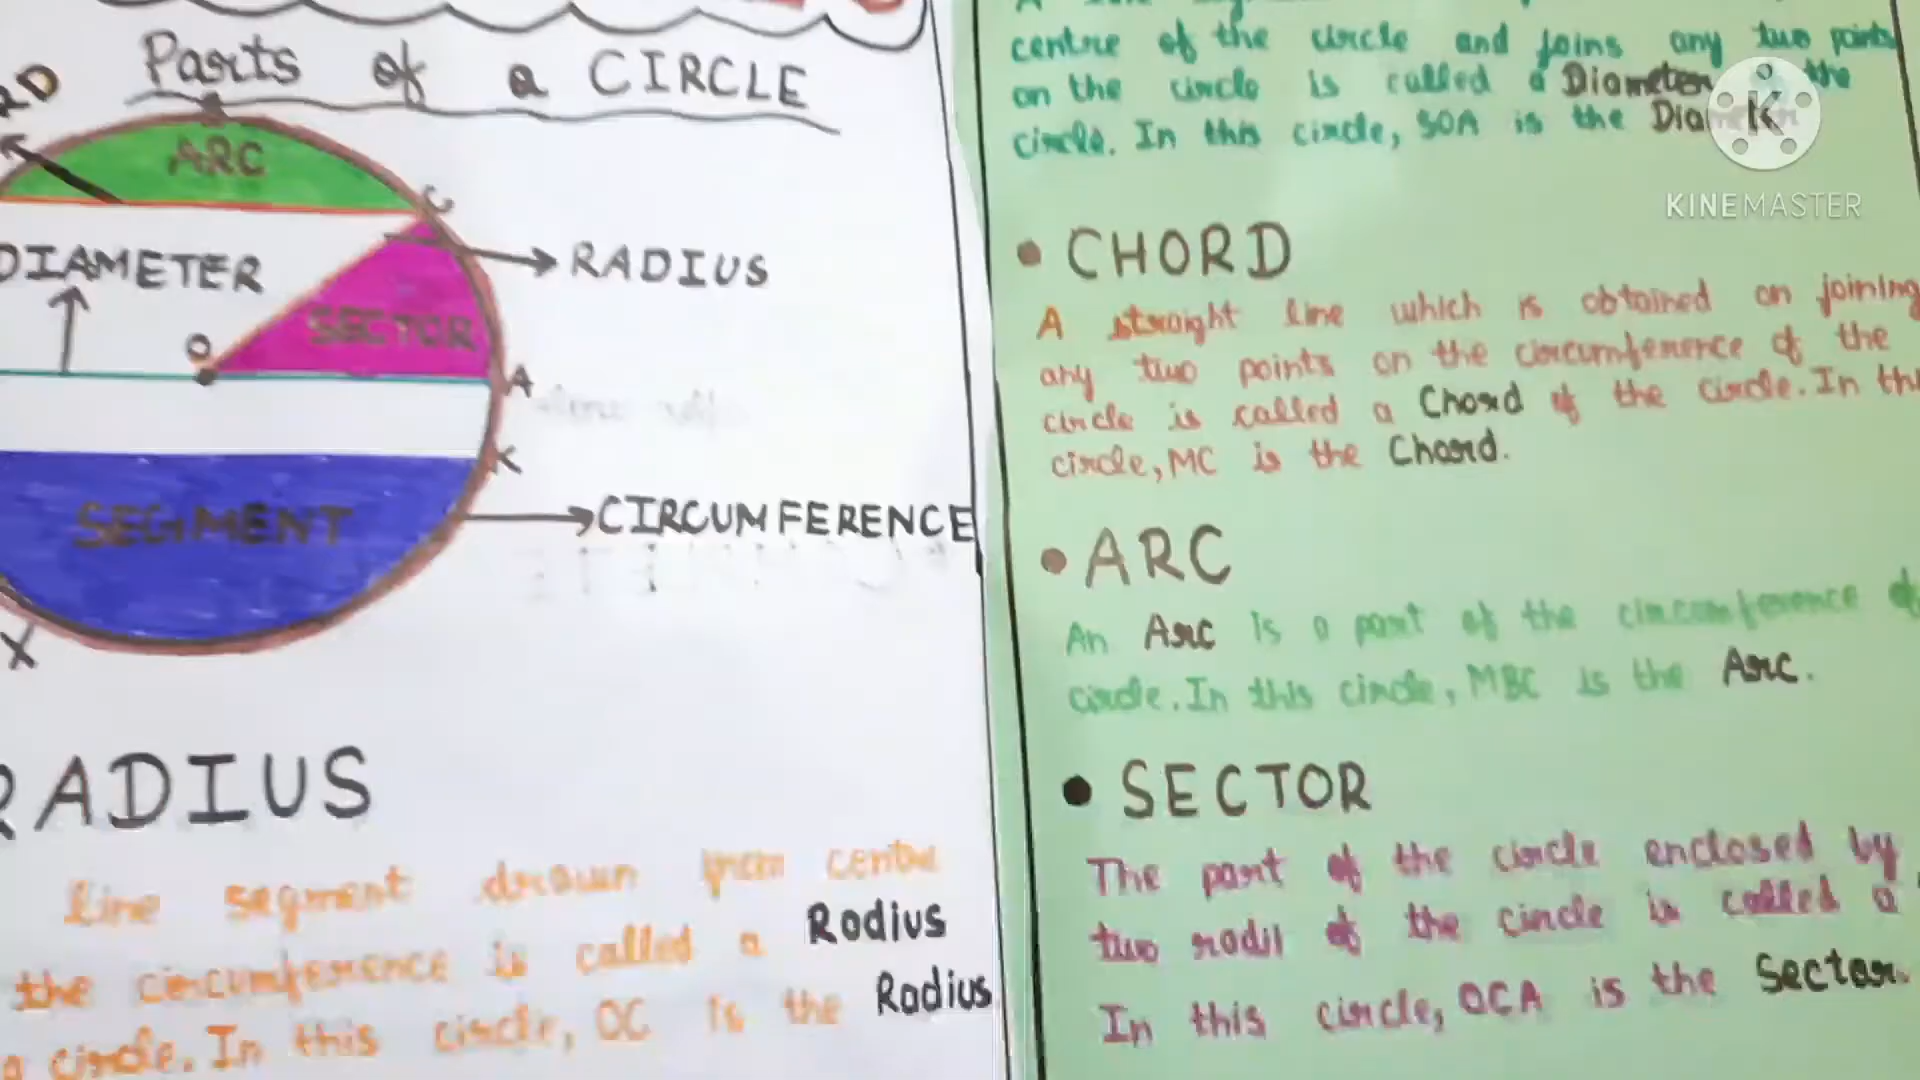 Parts of a CIRCLE
ARC
C
DIAMETER
RADIUS
SECTOR
O
A
K
SEGMENT
CIRCUMFERENCE
X
RADIUS
line segment drawn from centre
the circumference is called a Radius
a circle. In this circle, OC is the Radius
centre of the circle and joins any two points
on the circle is called a Diameter the
circle. In this circle, SOA is the
K
KINEMASTER
• CHORD
A straight line which is obtained on joining
any two points on the circumference of the
circle is called a Chord of the circle. In
circle, MC is the Chord.
• ARC
An Arc is a part of the circumference of
circle. In this circle, MBC is the Arc.
• SECTOR
The part of the circle enclosed by
two radii of the circle is called a
In this circle, OCA is the Sector.